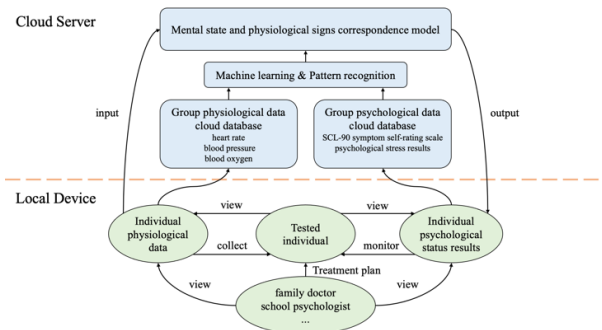 Cloud Server
Mental state and physiological signs correspondence model
Machine learning & Pattern recognition
input
Group physiological data
cloud database
heart rate
blood pressure
blood oxygen
Group psychological data
cloud database
SCL-90 symptom self-rating scale
psychological stress results
output
Local Device
view
view
Individual
physiological
data
Tested
individual
Individual
psychological
status results
collect
monitor
Treatment plan
view
view
family doctor
school psychologist
...